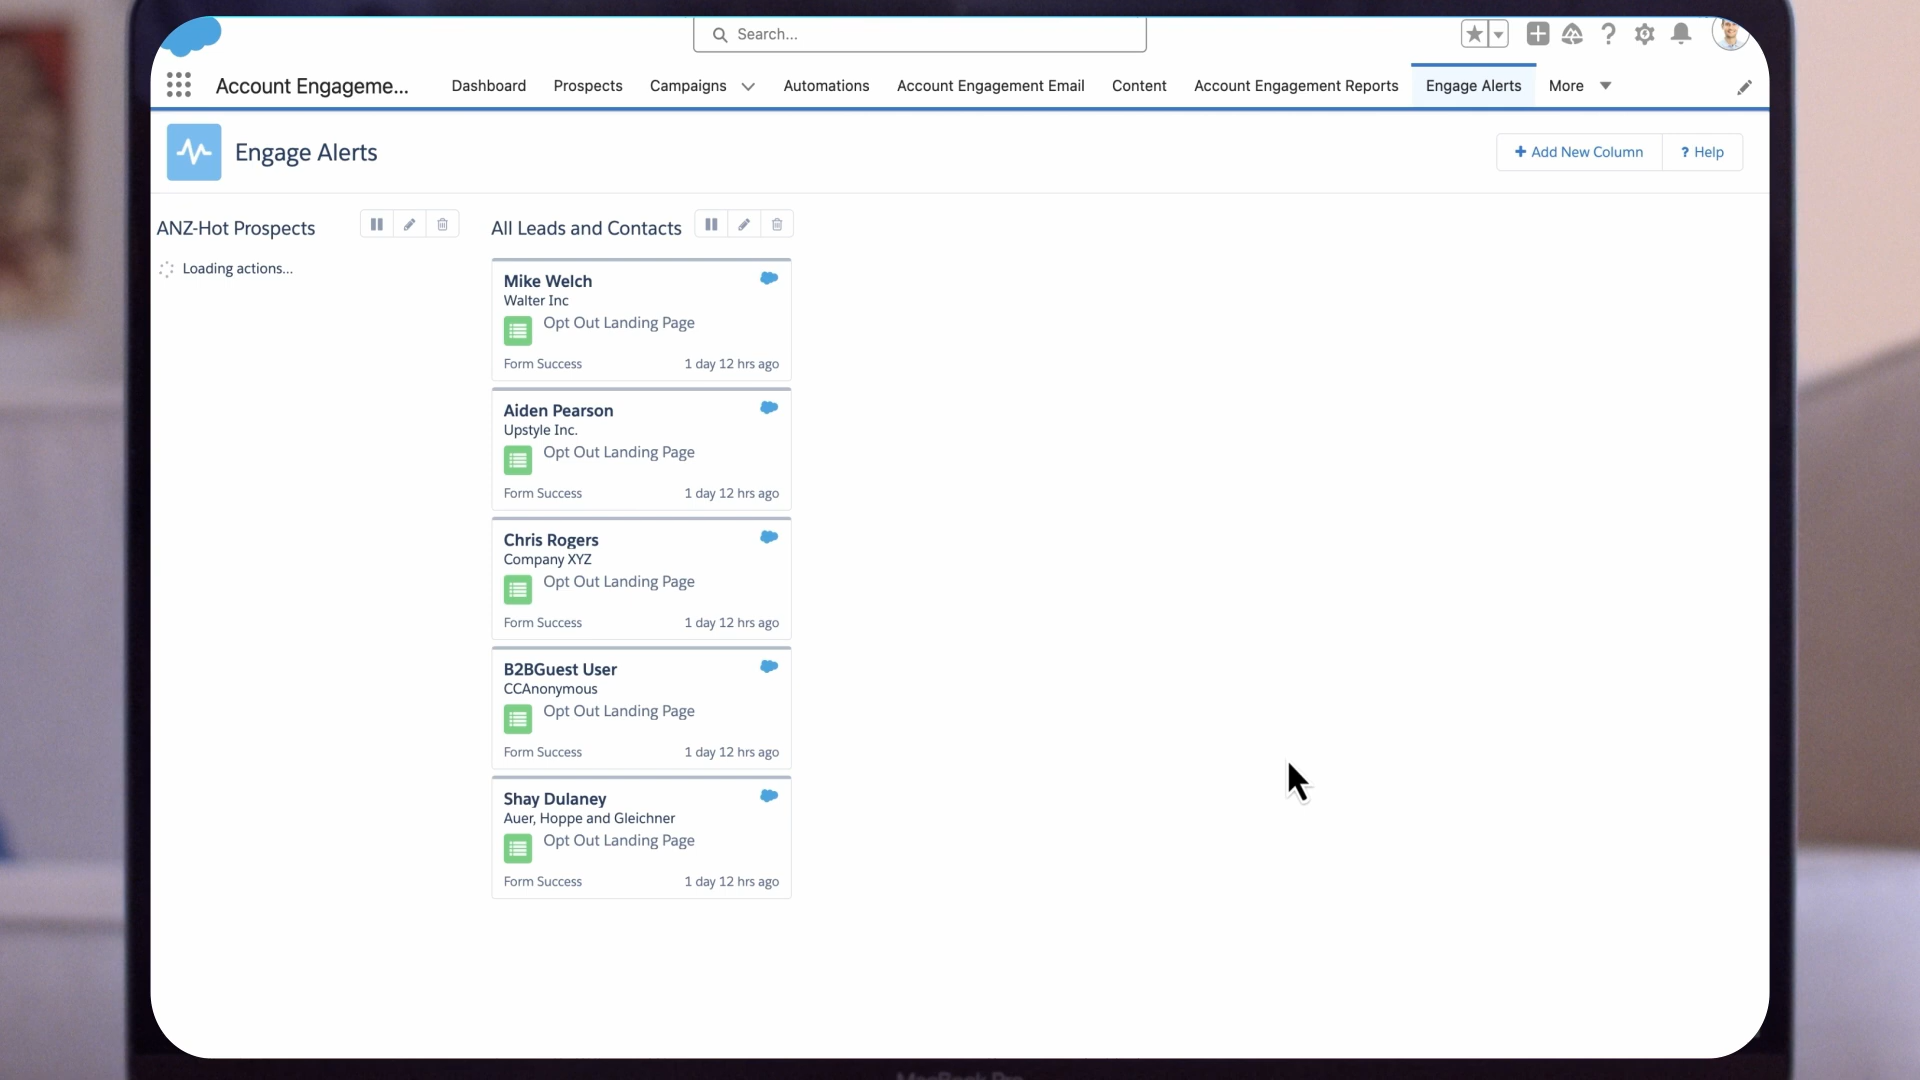 Search...
Account Engageme...
Dashboard
Prospects
Campaigns
Automations
Account Engagement Email
Content
Account Engagement Reports
Engage Alerts
More
Engage Alerts
+ Add New Column
? Help
ANZ-Hot Prospects
Loading actions...
All Leads and Contacts
Mike Welch
Walter Inc
Opt Out Landing Page
Form Success 1 day 12 hrs ago
Aiden Pearson
Upstyle Inc.
Opt Out Landing Page
Form Success 1 day 12 hrs ago
Chris Rogers
Company XYZ
Opt Out Landing Page
Form Success 1 day 12 hrs ago
B2BGuest User
CCAnonymous
Opt Out Landing Page
Form Success 1 day 12 hrs ago
Shay Dulaney
Auer, Hoppe and Gleichner
Opt Out Landing Page
Form Success 1 day 12 hrs ago
MacBook Pro